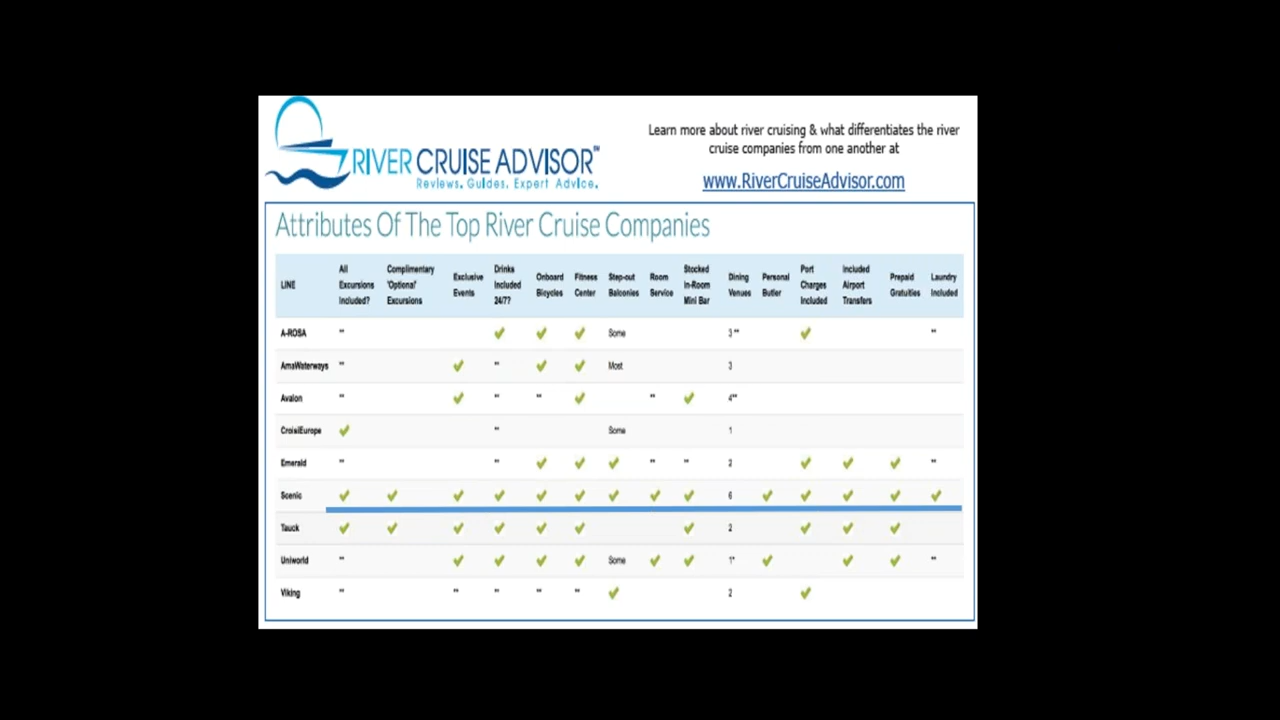 RIVER CRUISE ADVISOR™
Reviews. Guides. Expert Advice.
Learn more about river cruising & what differentiates the river
cruise companies from one another at
www.RiverCruiseAdvisor.com
Attributes Of The Top River Cruise Companies
LINE All Excursions Included? Complimentary 'Optional' Excursions Exclusive Events Drinks Included 24/7? Onboard Bicycles Fitness Center Step-out Balconies Room Service Stocked In-Room Mini Bar Dining Venues Personal Butler Port Charges Included Included Airport Transfers Prepaid Gratuities Laundry Included
A-ROSA ** ✓ ✓ ✓ Some 3 ** ✓ **
AmaWaterways ** ✓ ** ✓ ✓ Most 3
Avalon ** ✓ ** ** ✓ ** ✓ 4**
CroisiEurope ✓ ** Some 1
Emerald ** ** ✓ ✓ ✓ ** ** 2 ✓ ✓ ✓ **
Scenic ✓ ✓ ✓ ✓ ✓ ✓ ✓ ✓ ✓ 6 ✓ ✓ ✓ ✓ ✓
Tauck ✓ ✓ ✓ ✓ ✓ ✓ ✓ 2 ✓ ✓ ✓
Uniworld ** ✓ ✓ ✓ ✓ Some ✓ ✓ 1* ✓ ✓ ✓ **
Viking ** ** ** ** ** ✓ 2 ✓